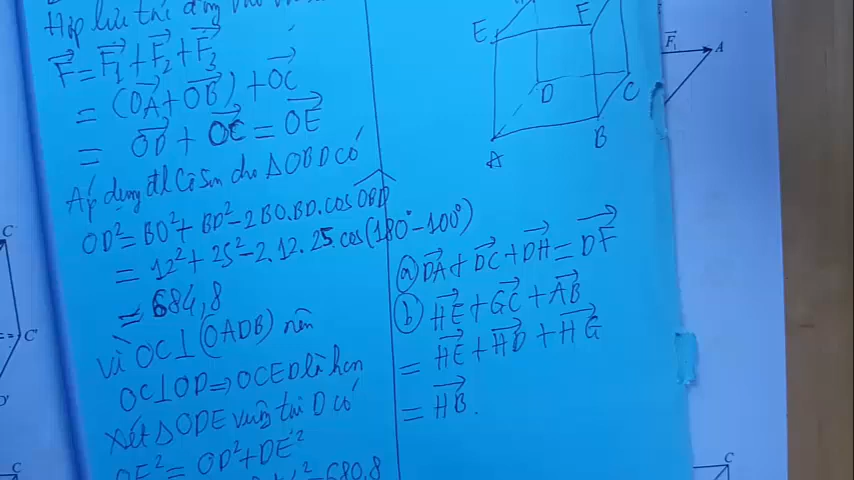 Hợp lực tác dụng vào
F⃗ = F⃗₁ + F⃗₂ + F⃗₃
= (OA⃗ + OB⃗) + OC⃗
= OD⃗ + OC⃗ = OE⃗
Áp dụng đl Côsin cho ΔOBD có
OD² = BO² + BD² - 2BO.BD.cos OBD
= 12² + 25² - 2.12.25.cos(180° - 100°)
≈ 684,8
Vì OC ⊥ (OADB) nên
OC ⊥ OD ⇒ OCED là hcn
Xét ΔODE vuông tại D có
OE² = OD² + DE²
E
F
D
C
A
B
a) DA⃗ + DC⃗ + DH⃗ = DF⃗
b) HE⃗ + GC⃗ + AB⃗
= HE⃗ + HD⃗ + HG⃗
= HB⃗.
F⃗₁
A
C
C'
D'
C
C